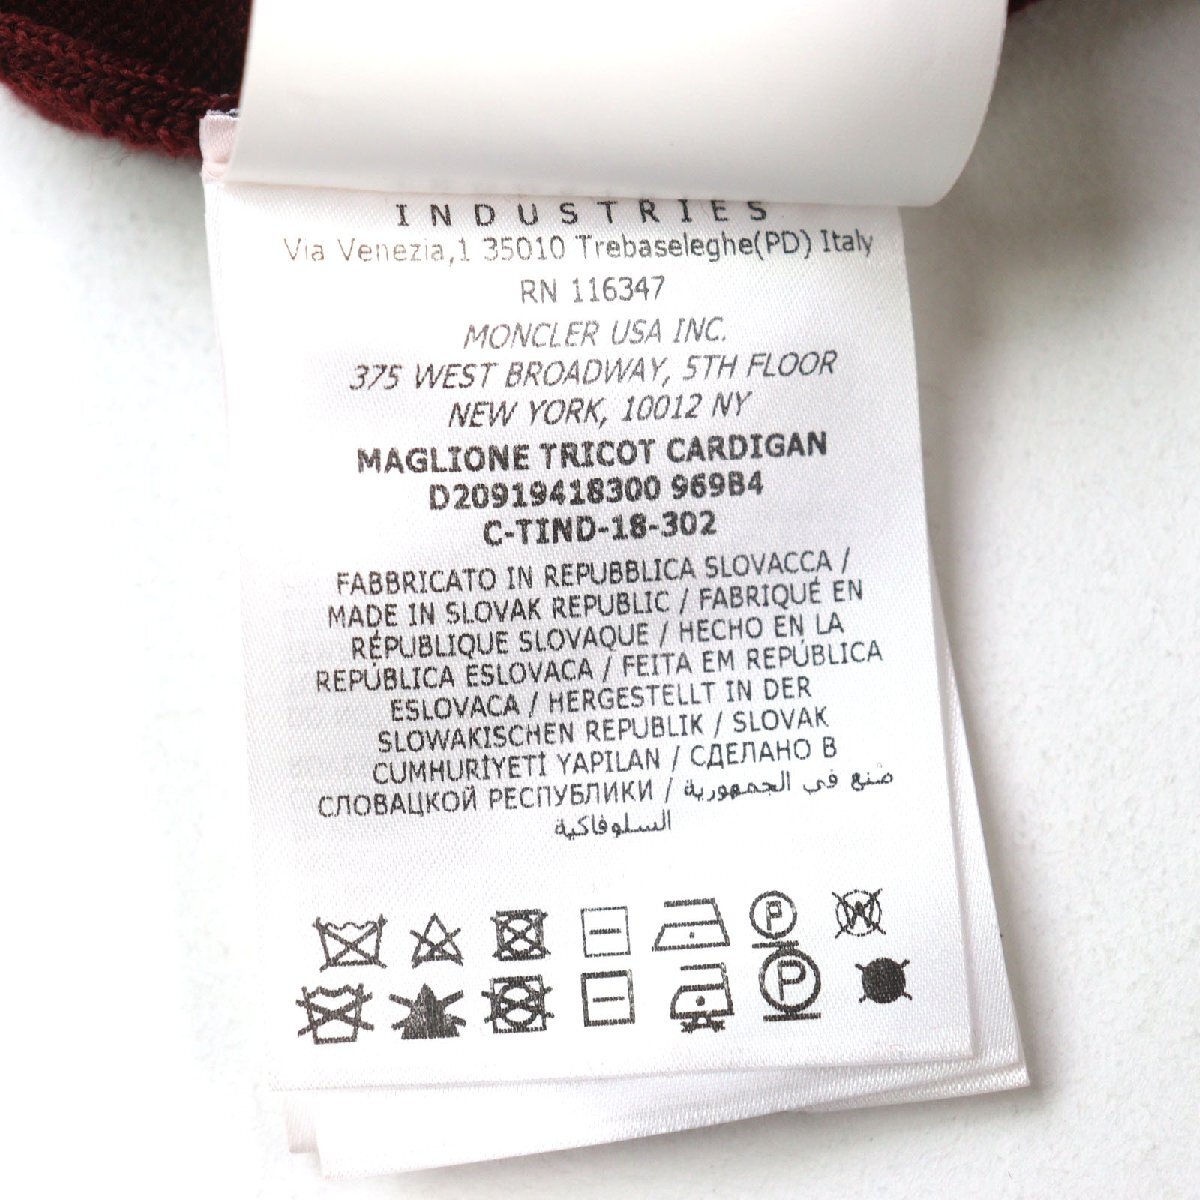 INDUSTRIES
Via Venezia,1 35010 Trebaseleghe(PD) Italy
RN 116347
MONCLER USA INC.
375 WEST BROADWAY, 5TH FLOOR
NEW YORK, 10012 NY
MAGLIONE TRICOT CARDIGAN
D20919418300 969B4
C-TIND-18-302
FABBRICATO IN REPUBBLICA SLOVACCA /
MADE IN SLOVAK REPUBLIC / FABRIQUÉ EN
RÉPUBLIQUE SLOVAQUE / HECHO EN LA
REPÚBLICA ESLOVACA / FEITA EM REPÚBLICA
ESLOVACA / HERGESTELLT IN DER
SLOWAKISCHEN REPUBLIK / SLOVAK
CUMHURİYETİ YAPILAN / СДЕЛАНО В
СЛОВАЦКОЙ РЕСПУБЛИКИ / صنع في الجمهورية
السلوفاكية
P W
P